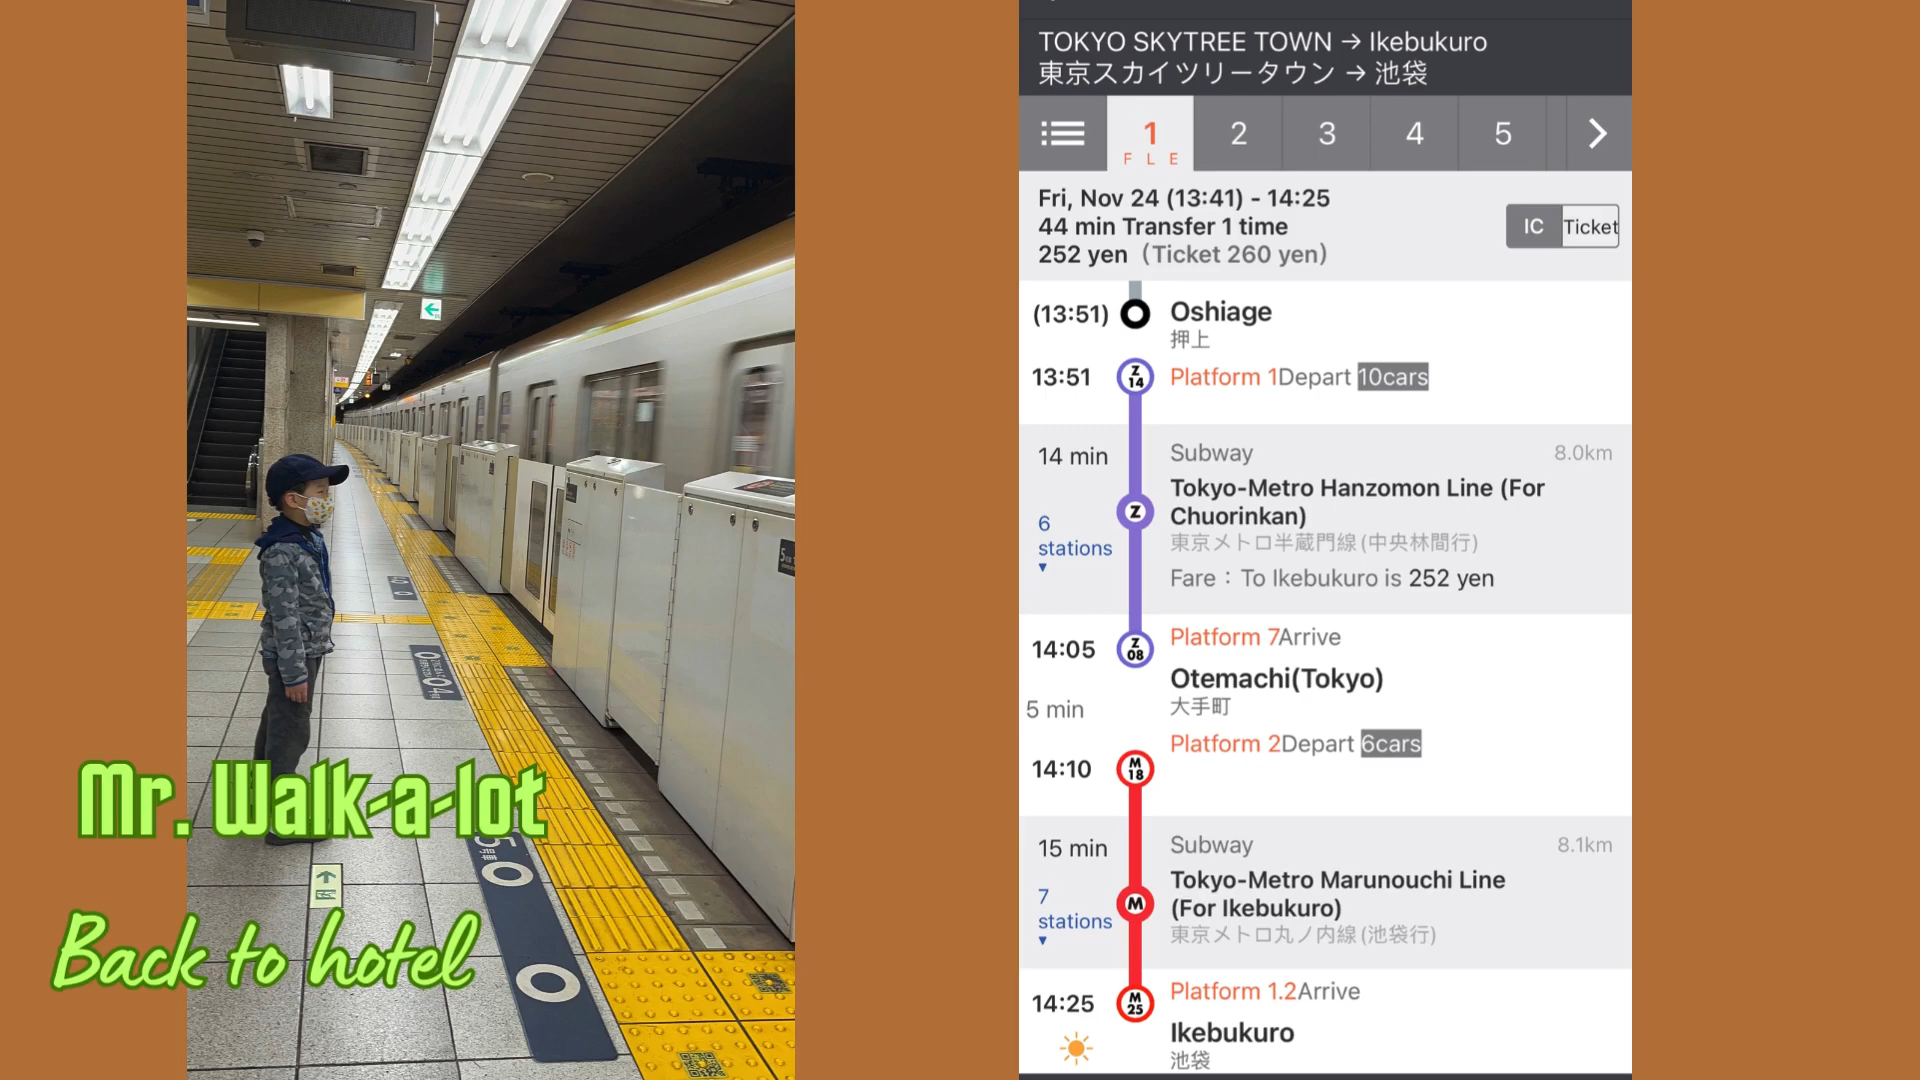 Mr. Walk-a-lot
Back to hotel
TOKYO SKYTREE TOWN → Ikebukuro
東京スカイツリータウン → 池袋
1
F L E
2
3
4
5
Fri, Nov 24 (13:41) - 14:25
44 min Transfer 1 time
252 yen (Ticket 260 yen)
IC
Ticket
(13:51)
Oshiage
押上
13:51
Z
14
Platform 1Depart 10cars
14 min
Subway
8.0km
Z
Tokyo-Metro Hanzomon Line (For
Chuorinkan)
東京メトロ半蔵門線(中央林間行)
6
stations
Fare：To Ikebukuro is 252 yen
14:05
Z
08
Platform 7Arrive
Otemachi(Tokyo)
大手町
5 min
Platform 2Depart 6cars
14:10
M
18
15 min
Subway
8.1km
M
Tokyo-Metro Marunouchi Line
(For Ikebukuro)
東京メトロ丸ノ内線(池袋行)
7
stations
Platform 1.2Arrive
14:25
M
25
Ikebukuro
池袋